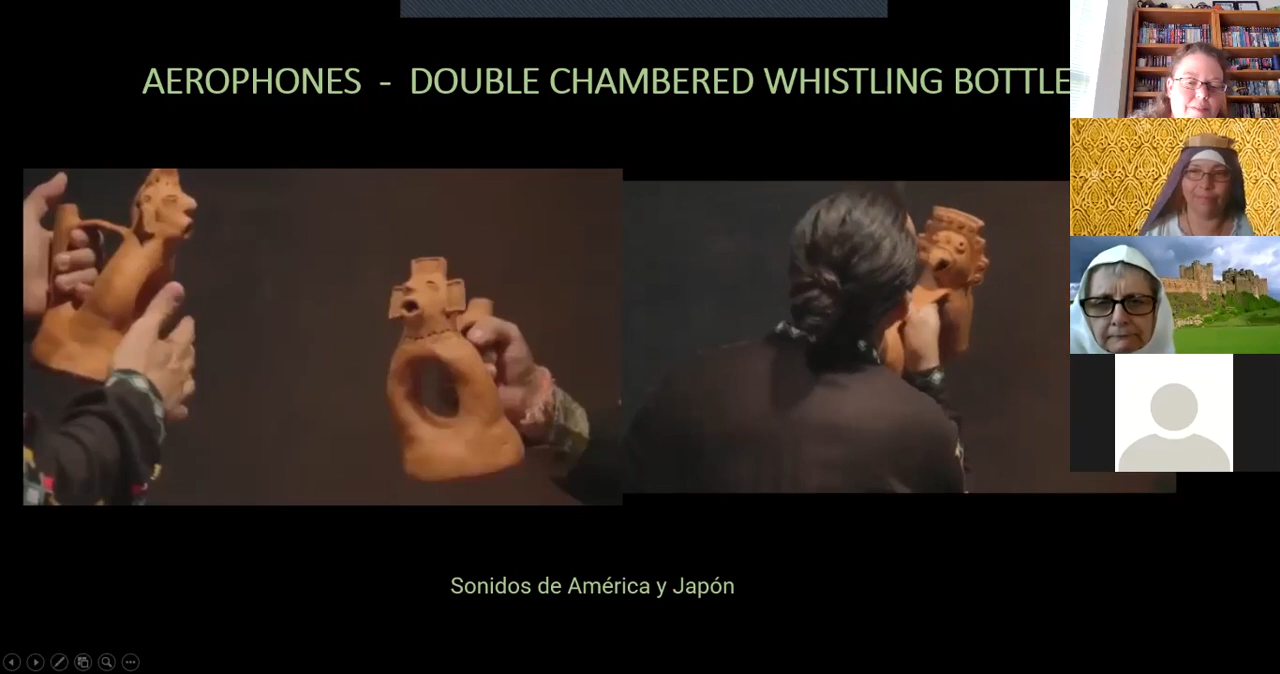 AEROPHONES - DOUBLE CHAMBERED WHISTLING BOTTLE
Sonidos de América y Japón